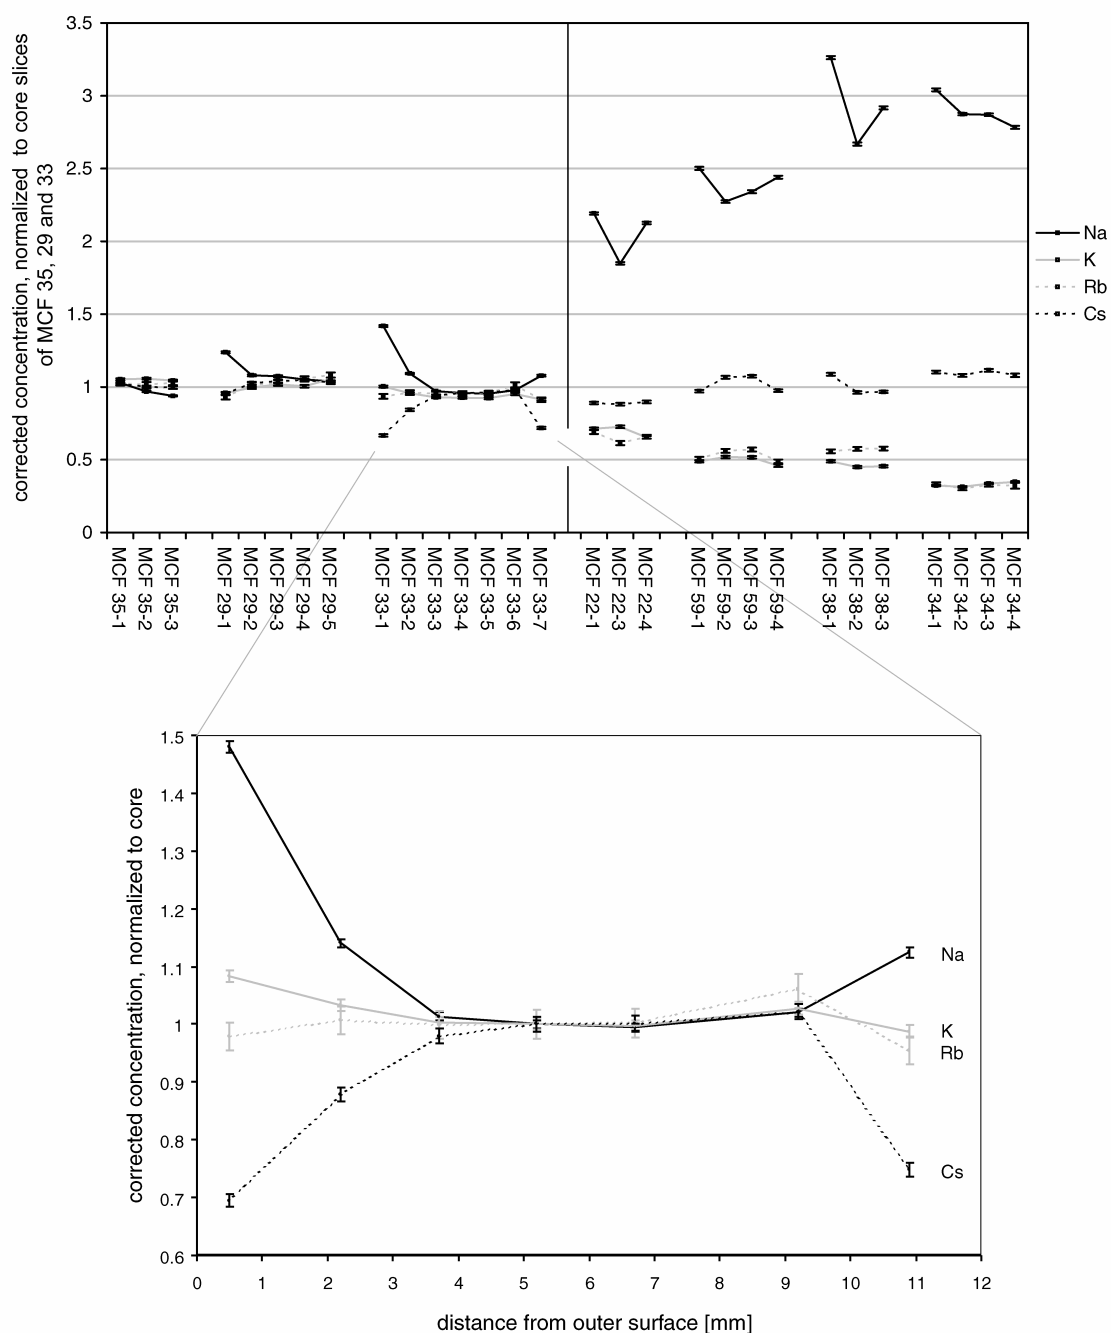 corrected concentration, normalized to core slices
of MCF 35, 29 and 33
3.5
3
2.5
2
1.5
1
0.5
0
Na
K
Rb
Cs
MCF 35-1
MCF 35-2
MCF 35-3
MCF 29-1
MCF 29-2
MCF 29-3
MCF 29-4
MCF 29-5
MCF 33-1
MCF 33-2
MCF 33-3
MCF 33-4
MCF 33-5
MCF 33-6
MCF 33-7
MCF 22-1
MCF 22-3
MCF 22-4
MCF 59-1
MCF 59-2
MCF 59-3
MCF 59-4
MCF 38-1
MCF 38-2
MCF 38-3
MCF 34-1
MCF 34-2
MCF 34-3
MCF 34-4
corrected concentration, normalized to core
1.5
1.4
1.3
1.2
1.1
1
0.9
0.8
0.7
0.6
Na
K
Rb
Cs
0 1 2 3 4 5 6 7 8 9 10 11 12
distance from outer surface [mm]